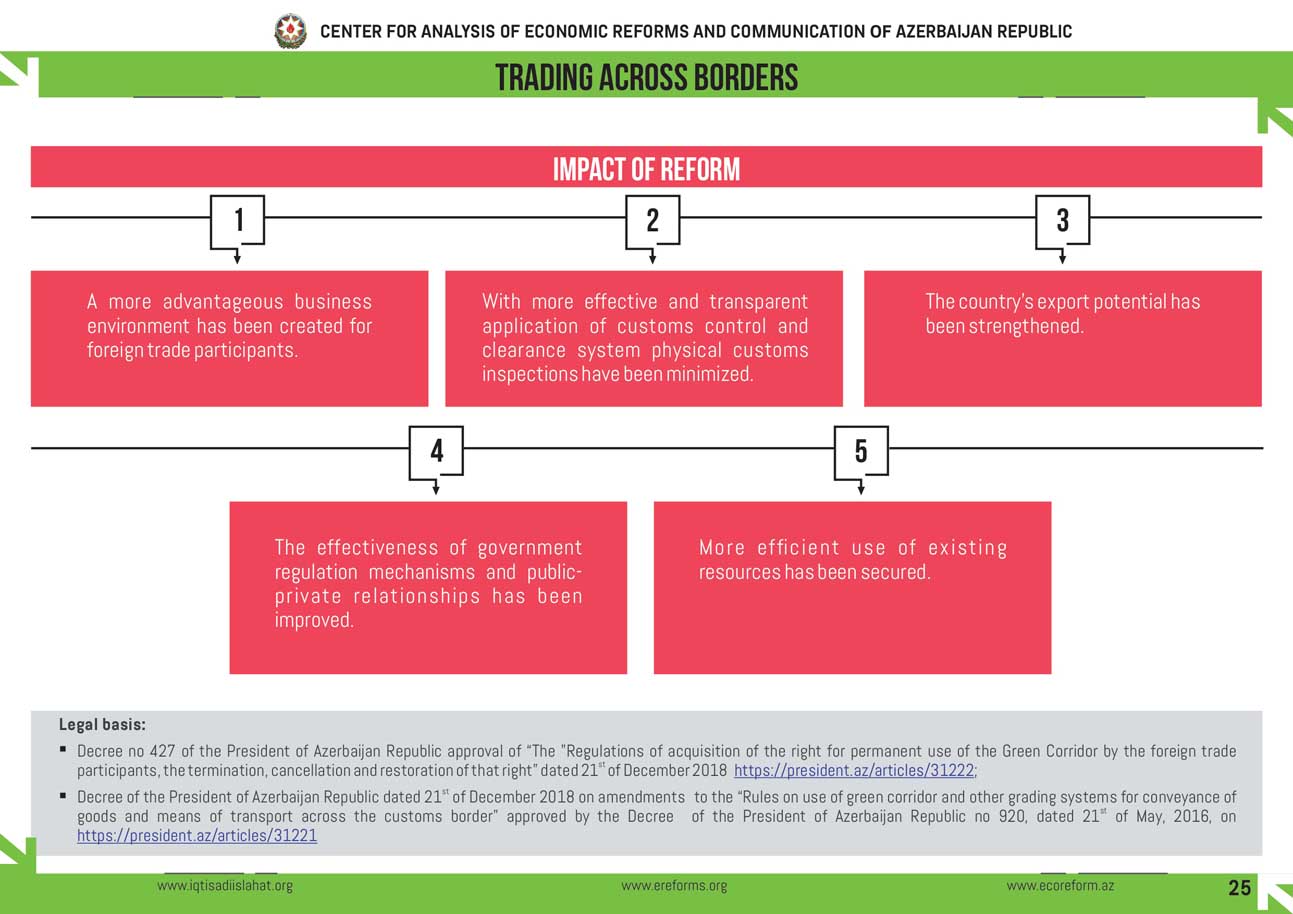 CENTER FOR ANALYSIS OF ECONOMIC REFORMS AND COMMUNICATION OF AZERBAIJAN REPUBLIC
TRADING ACROSS BORDERS
IMPACT OF REFORM
1
2
3
A more advantageous business
environment has been created for
foreign trade participants.
With more effective and transparent
application of customs control and
clearance system physical customs
inspections have been minimized.
The country's export potential has
been strengthened.
4
5
The effectiveness of government
regulation mechanisms and public-
private relationships has been
improved.
More efficient use of existing
resources has been secured.
Legal basis:
▪ Decree no 427 of the President of Azerbaijan Republic approval of “The "Regulations of acquisition of the right for permanent use of the Green Corridor by the foreign trade
participants, the termination, cancellation and restoration of that right” dated 21st of December 2018 https://president.az/articles/31222;
▪ Decree of the President of Azerbaijan Republic dated 21st of December 2018 on amendments to the “Rules on use of green corridor and other grading systems for conveyance of
goods and means of transport across the customs border” approved by the Decree of the President of Azerbaijan Republic no 920, dated 21st of May, 2016, on
https://president.az/articles/31221
www.iqtisadiislahat.org
www.ereforms.org
www.ecoreform.az
25